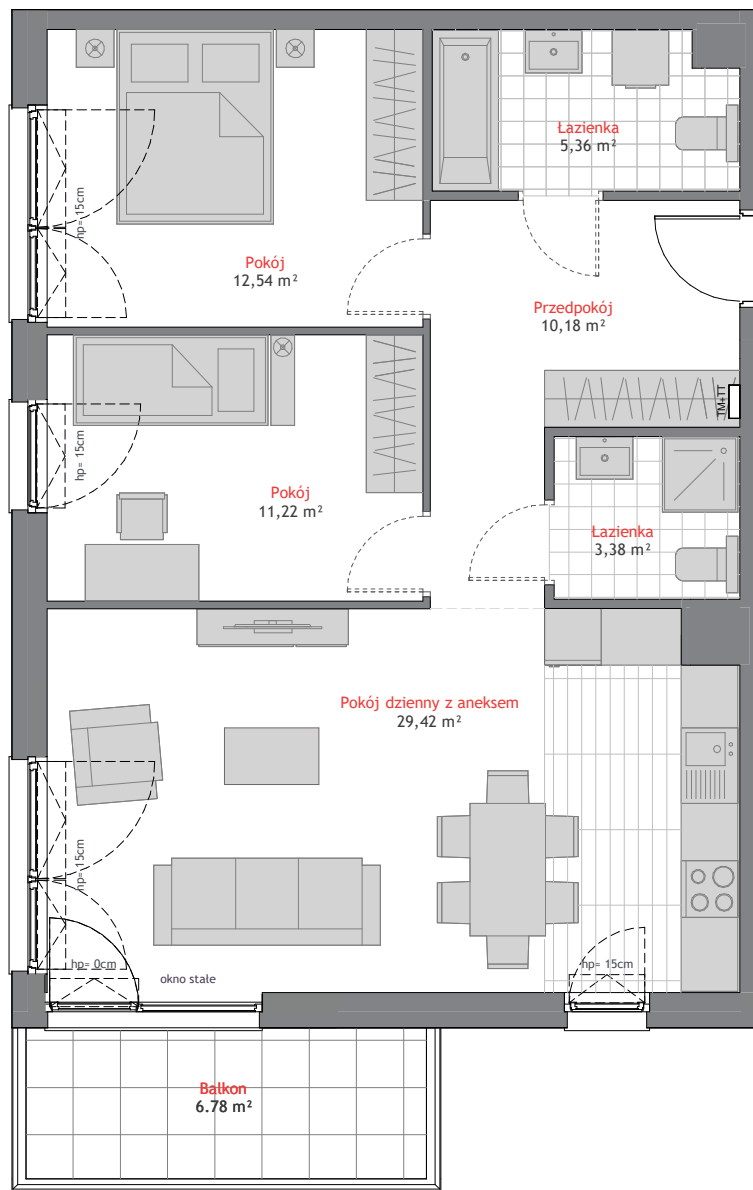 Łazienka
5,36 m²
hp= 15cm
Pokój
12,54 m²
Przedpokój
10,18 m²
TM+TT
hp= 15cm
Pokój
11,22 m²
Łazienka
3,38 m²
Pokój dzienny z aneksem
29,42 m²
hp= 15cm
hp= 0cm
okno stałe
hp= 15cm
Balkon
6.78 m²